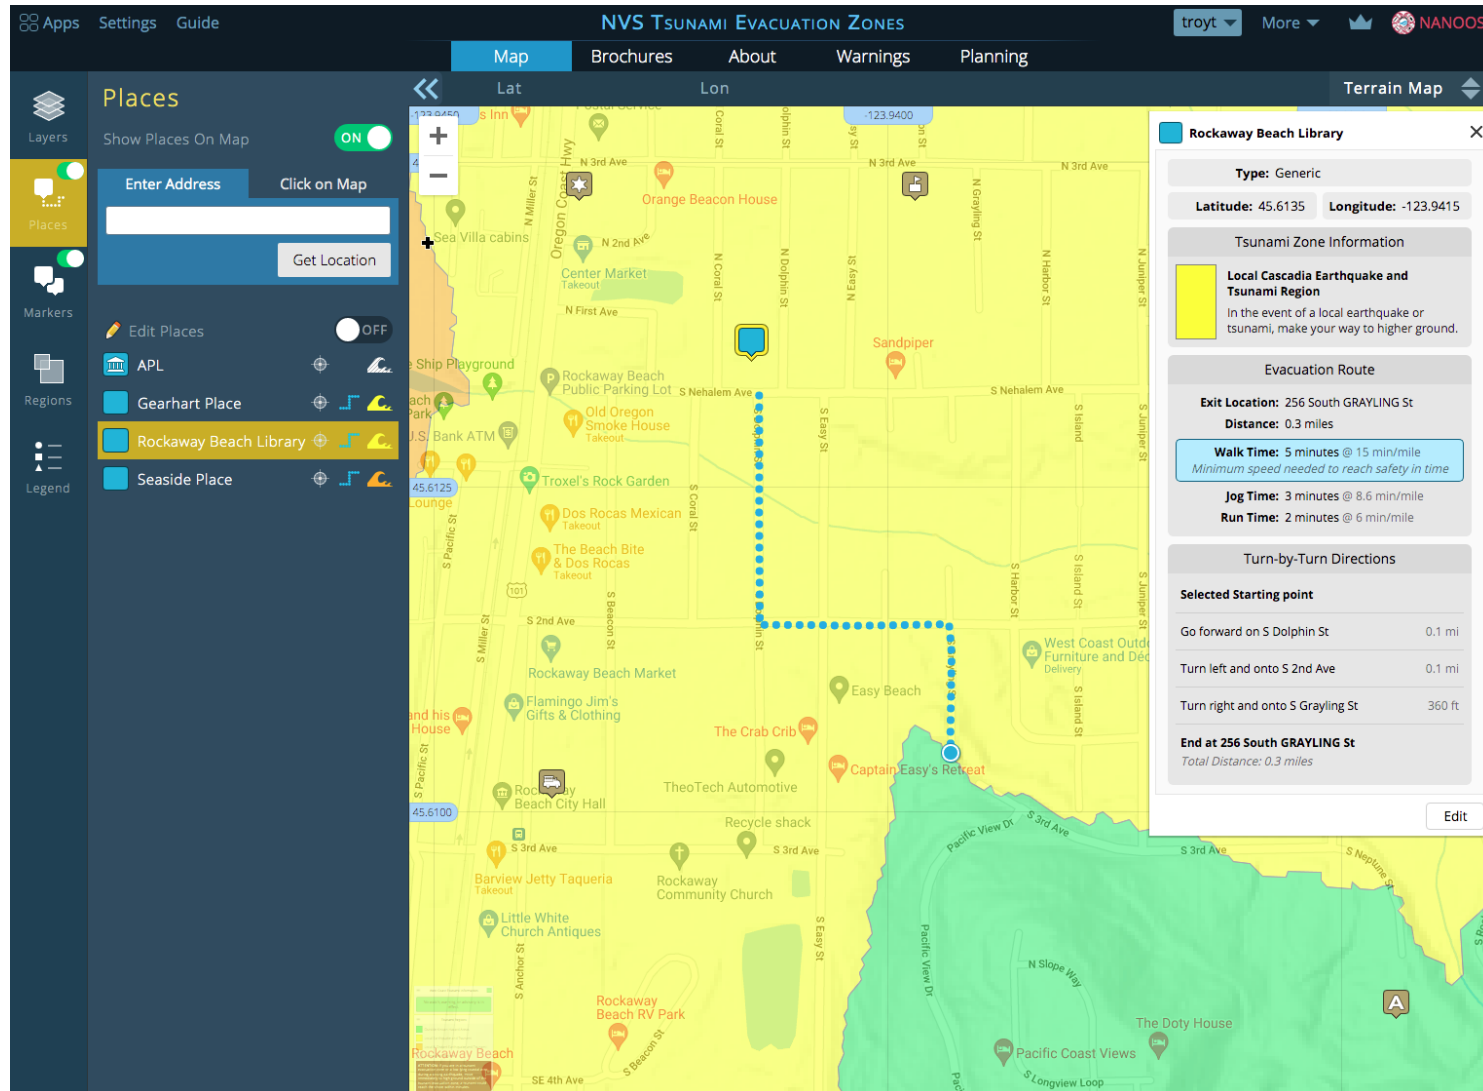 Apps Settings Guide
NVS Tsunami Evacuation Zones
troyt More NANOOS
Map Brochures About Warnings Planning
Layers
Places
Markers
Regions
Legend
Places
Show Places On Map ON
Enter Address Click on Map
Get Location
Edit Places OFF
APL
Gearhart Place
Rockaway Beach Library
Seaside Place
Lat Lon Terrain Map
+
−
-123.9450
-123.9400
45.6125
45.6100
N 3rd Ave
N 3rd Ave
N 3rd Ave
Orange Beacon House
Sea Villa cabins
N Miller St
Oregon Coast Hwy
N 2nd Ave
Center Market
Takeout
N First Ave
Coral St
N Coral St
N Dolphin St
N Easy St
N Grayling St
N Harbor St
Sandpiper
Rockaway Beach
Public Parking Lot
S Nehalem Ave
S Nehalem Ave
Old Oregon
Smoke House
Takeout
U.S. Bank ATM
Troxel's Rock Garden
Lounge
Dos Rocas Mexican
Takeout
The Beach Bite
& Dos Rocas
Takeout
101
S Pacific St
S Miller St
S Beacon St
S Coral St
S Easy St
S Harbor St
S Island
S Island St
S Juniper St
S 2nd Ave
Rockaway Beach Market
West Coast Outd
Furniture and Déc
Delivery
Easy Beach
S Island St
Flamingo Jim's
Gifts & Clothing
The Crab Crib
Captain Easy's Retreat
S Pacific St
Rockaway
Beach City Hall
TheoTech Automotive
Recycle shack
S 3rd Ave
S 3rd Ave
S 3rd Ave
S 3rd Ave
Pacific View Dr
S Neptune St
Barview Jetty Taqueria
Takeout
Rockaway
Community Church
Little White
Church Antiques
S Anchor St
S Easy St
Pacific View Dr
N Slope Way
Rockaway
Beach RV Park
The Doty House
Pacific Coast Views
Rockaway Beach
SE 4th Ave
S Beacon St
S Longview Loop
A
Rockaway Beach Library
Type: Generic
Latitude: 45.6135 Longitude: -123.9415
Tsunami Zone Information
Local Cascadia Earthquake and
Tsunami Region
In the event of a local earthquake or
tsunami, make your way to higher ground.
Evacuation Route
Exit Location: 256 South GRAYLING St
Distance: 0.3 miles
Walk Time: 5 minutes @ 15 min/mile
Minimum speed needed to reach safety in time
Jog Time: 3 minutes @ 8.6 min/mile
Run Time: 2 minutes @ 6 min/mile
Turn-by-Turn Directions
Selected Starting point
Go forward on S Dolphin St 0.1 mi
Turn left and onto S 2nd Ave 0.1 mi
Turn right and onto S Grayling St 360 ft
End at 256 South GRAYLING St
Total Distance: 0.3 miles
Edit